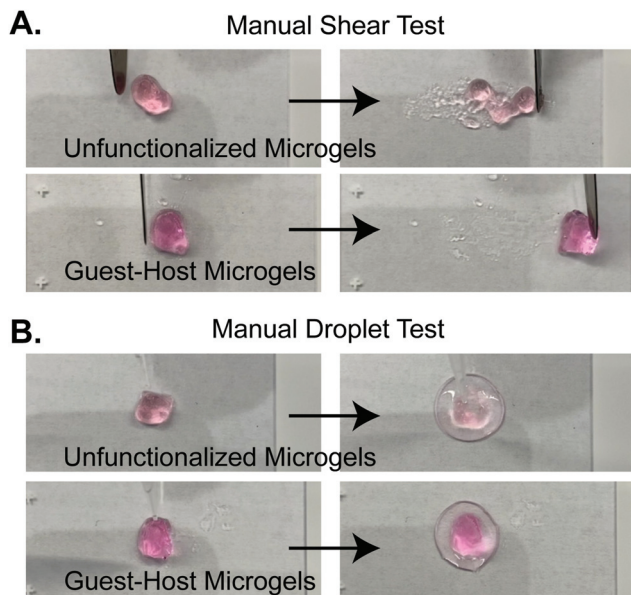 A.
Manual Shear Test
Unfunctionalized Microgels
Guest-Host Microgels
B.
Manual Droplet Test
Unfunctionalized Microgels
Guest-Host Microgels